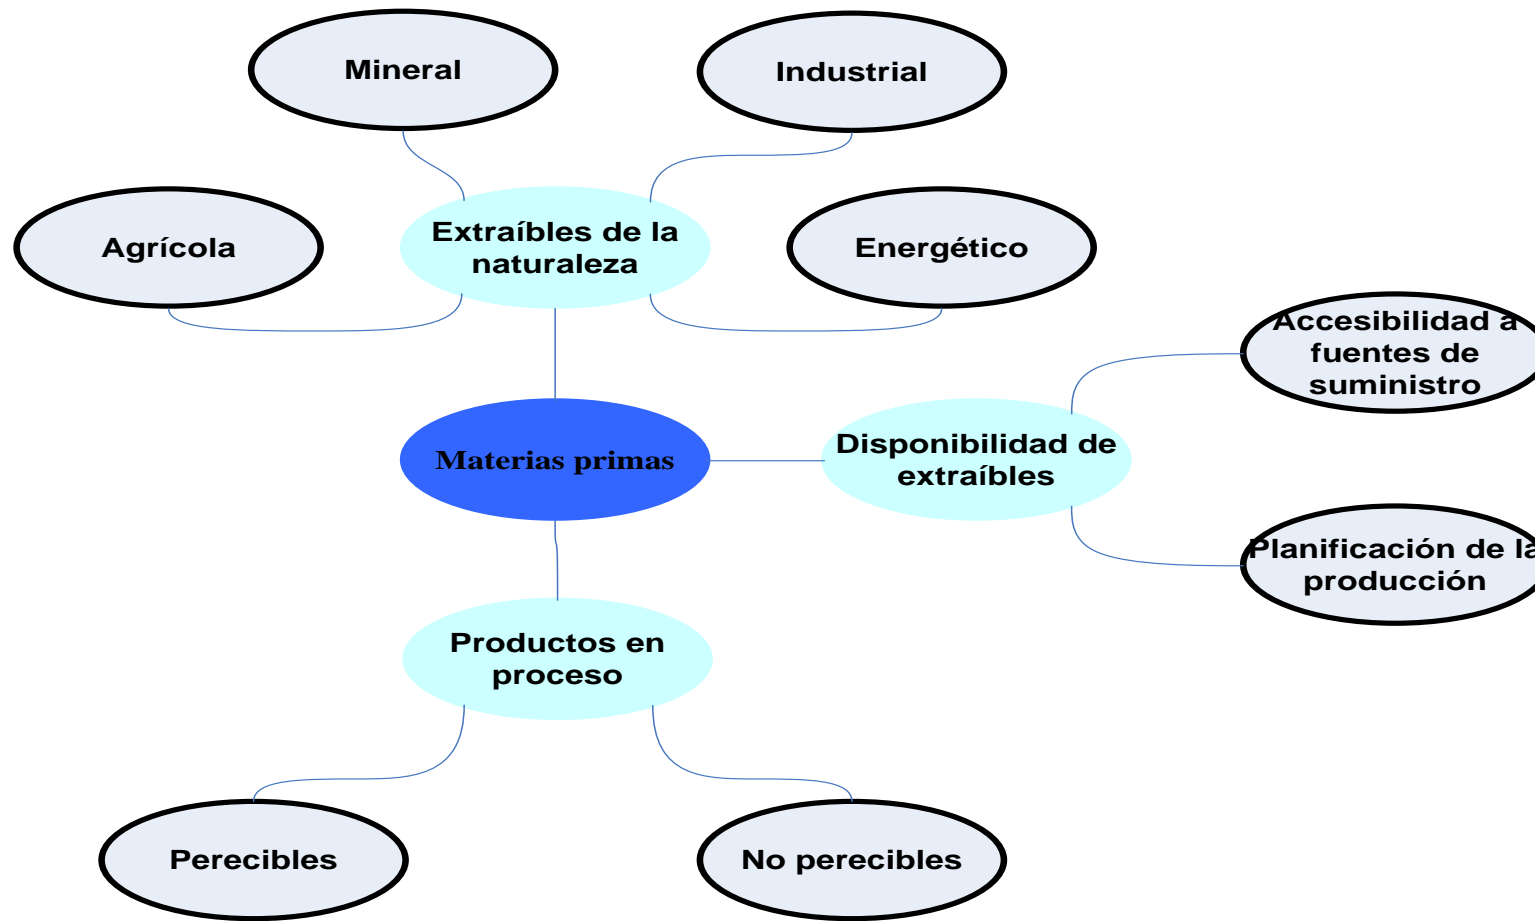 Mineral
Industrial
Agrícola
Extraíbles de la
naturaleza
Energético
Accesibilidad a
fuentes de
suministro
Materias primas
Disponibilidad de
extraíbles
Planificación de la
producción
Productos en
proceso
Perecibles
No perecibles